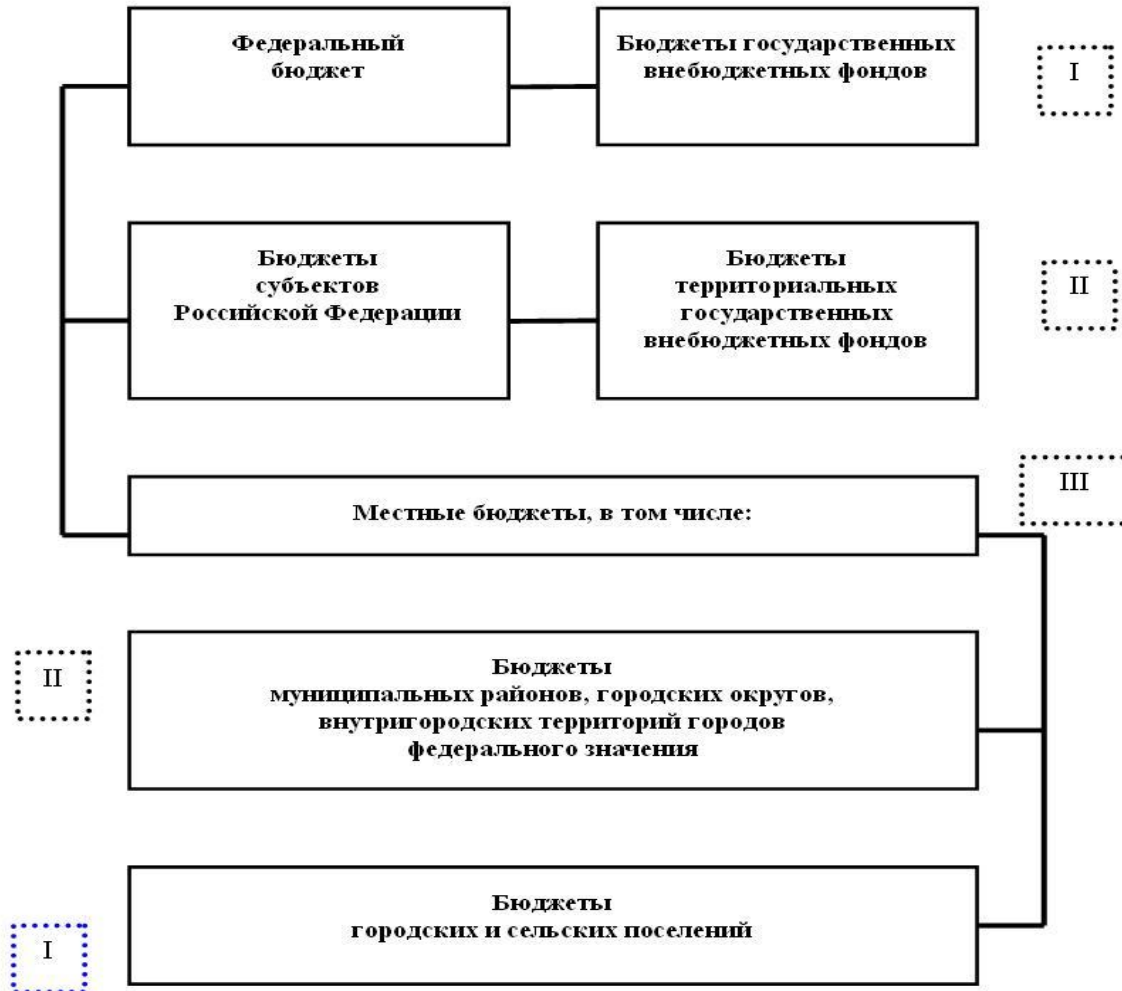 Федеральный
бюджет
Бюджеты государственных
внебюджетных фондов
I
Бюджеты
субъектов
Российской Федерации
Бюджеты
территориальных
государственных
внебюджетных фондов
II
Местные бюджеты, в том числе:
III
II
Бюджеты
муниципальных районов, городских округов,
внутригородских территорий городов
федерального значения
I
Бюджеты
городских и сельских поселений